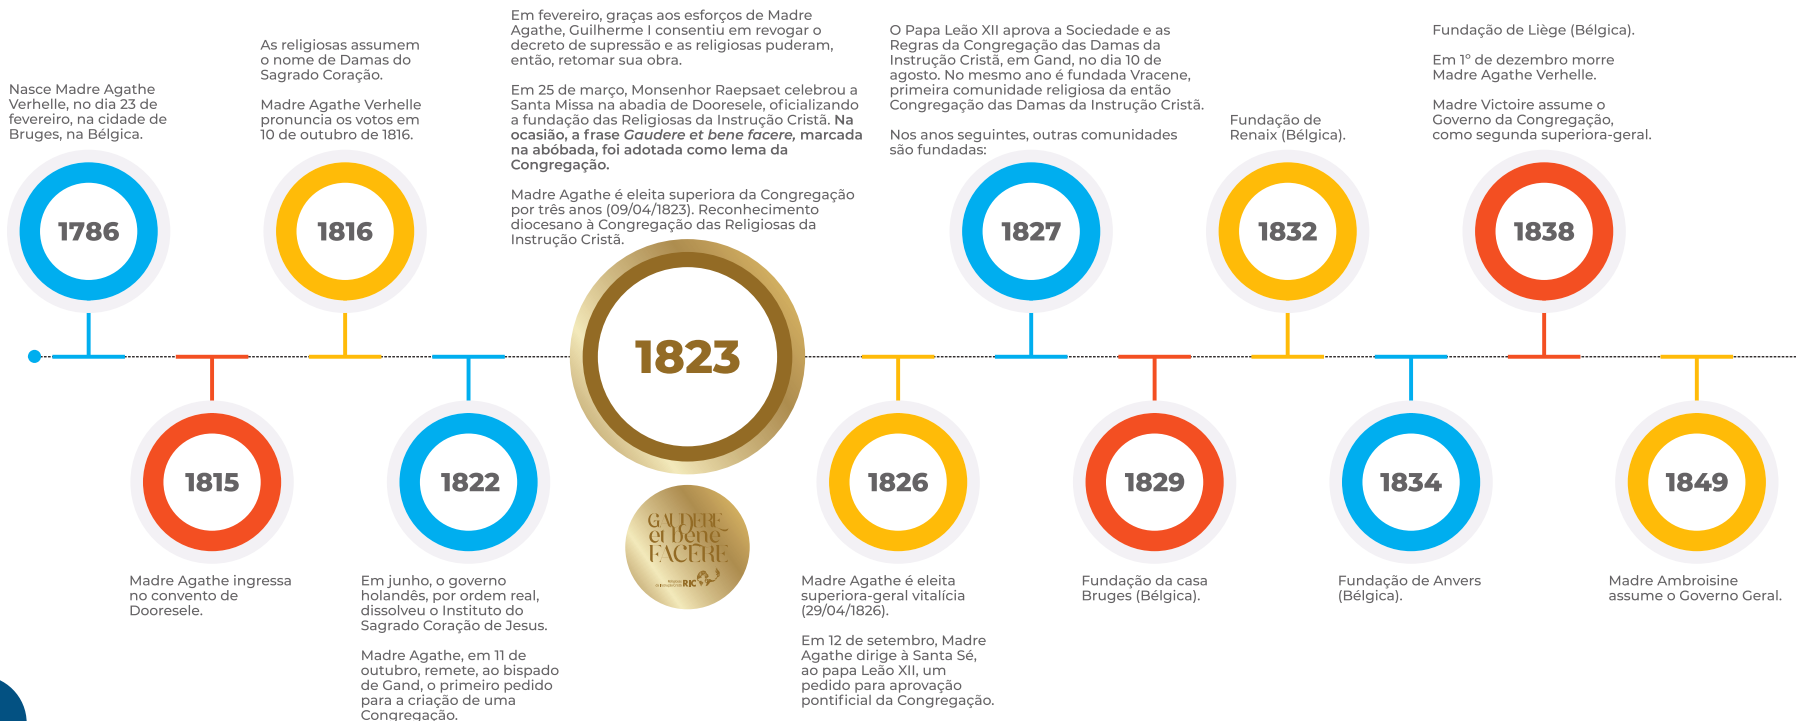 Nasce Madre Agathe
Verhelle, no dia 23 de
fevereiro, na cidade de
Bruges, na Bélgica.
1786
Madre Agathe ingressa
no convento de
Dooresele.
1815
As religiosas assumem
o nome de Damas do
Sagrado Coração.
Madre Agathe Verhelle
pronuncia os votos em
10 de outubro de 1816.
1816
1822
Em junho, o governo
holandês, por ordem real,
dissolveu o Instituto do
Sagrado Coração de Jesus.
Madre Agathe, em 11 de
outubro, remete, ao bispado
de Gand, o primeiro pedido
para a criação de uma
Congregação.
Em fevereiro, graças aos esforços de Madre
Agathe, Guilherme I consentiu em revogar o
decreto de supressão e as religiosas puderam,
então, retomar sua obra.
Em 25 de março, Monsenhor Raepsaet celebrou a
Santa Missa na abadia de Dooresele, oficializando
a fundação das Religiosas da Instrução Cristã. Na
ocasião, a frase Gaudere et bene facere, marcada
na abóbada, foi adotada como lema da
Congregação.
Madre Agathe é eleita superiora da Congregação
por três anos (09/04/1823). Reconhecimento
diocesano à Congregação das Religiosas da
Instrução Cristã.
1823
GAUDERE
et bene
FACERE
RIC
1826
Madre Agathe é eleita
superiora-geral vitalícia
(29/04/1826).
Em 12 de setembro, Madre
Agathe dirige à Santa Sé,
ao papa Leão XII, um
pedido para aprovação
pontificial da Congregação.
O Papa Leão XII aprova a Sociedade e as
Regras da Congregação das Damas da
Instrução Cristã, em Gand, no dia 10 de
agosto. No mesmo ano é fundada Vracene,
primeira comunidade religiosa da então
Congregação das Damas da Instrução Cristã.
Nos anos seguintes, outras comunidades
são fundadas:
1827
1829
Fundação da casa
Bruges (Bélgica).
Fundação de
Renaix (Bélgica).
1832
1834
Fundação de Anvers
(Bélgica).
Fundação de Liège (Bélgica).
Em 1º de dezembro morre
Madre Agathe Verhelle.
Madre Victoire assume o
Governo da Congregação,
como segunda superiora-geral.
1838
1849
Madre Ambroisine
assume o Governo Geral.